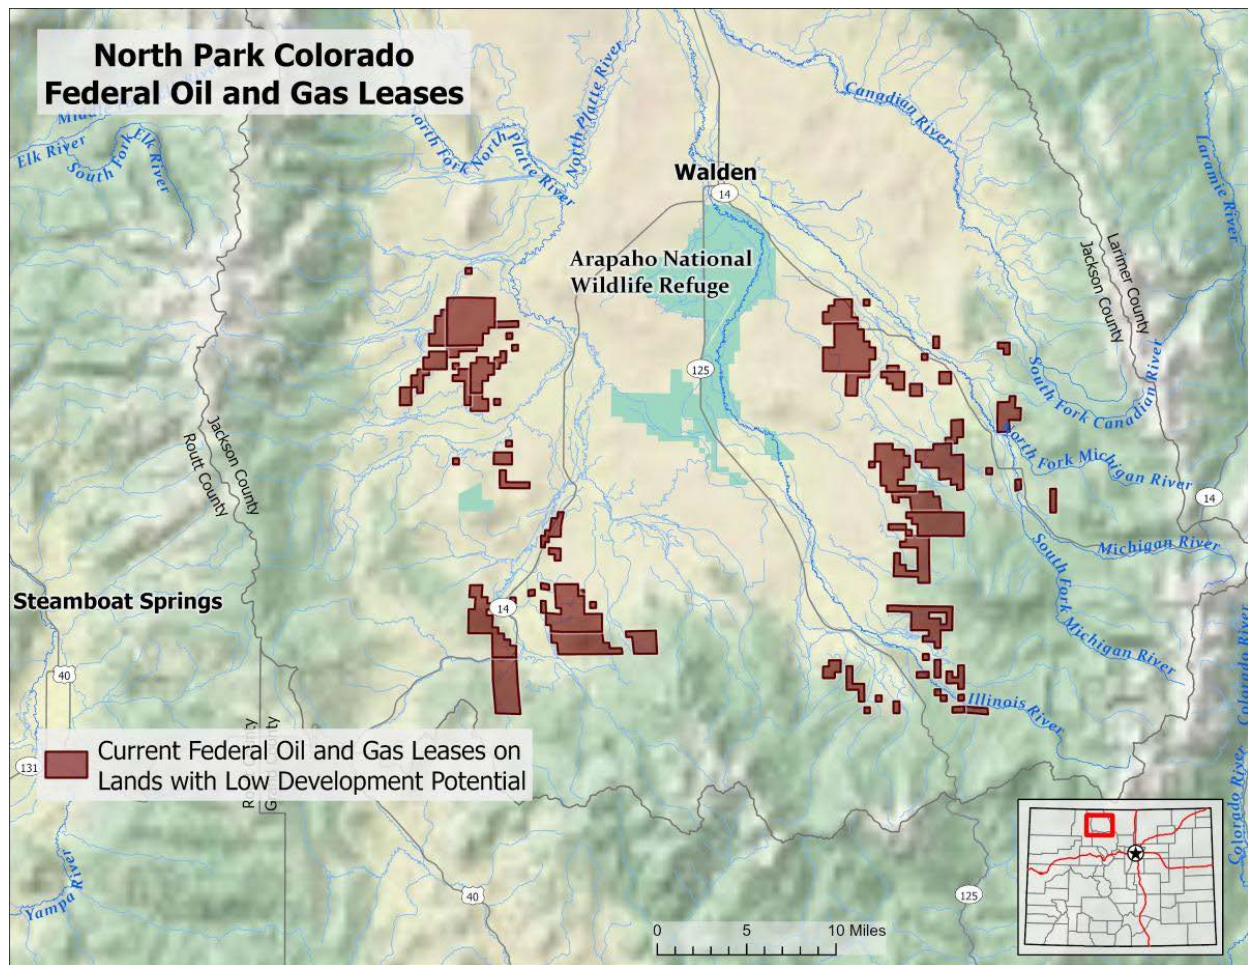 North Park Colorado
Federal Oil and Gas Leases
Elk River
South Fork
Elk River
North Fork North
Platte River
North Platte River
Canadian River
Laramie River
Walden
14
Arapaho National
Wildlife Refuge
Larimer County
Jackson County
125
South Fork Canadian River
North Fork Michigan River
14
Michigan River
South Fork
Michigan River
Jackson County
Routt County
Steamboat Springs
14
40
Illinois River
Colorado River
Current Federal Oil and Gas Leases on
Lands with Low Development Potential
131
Colorado River
Yampa River
40
125
0 5 10 Miles